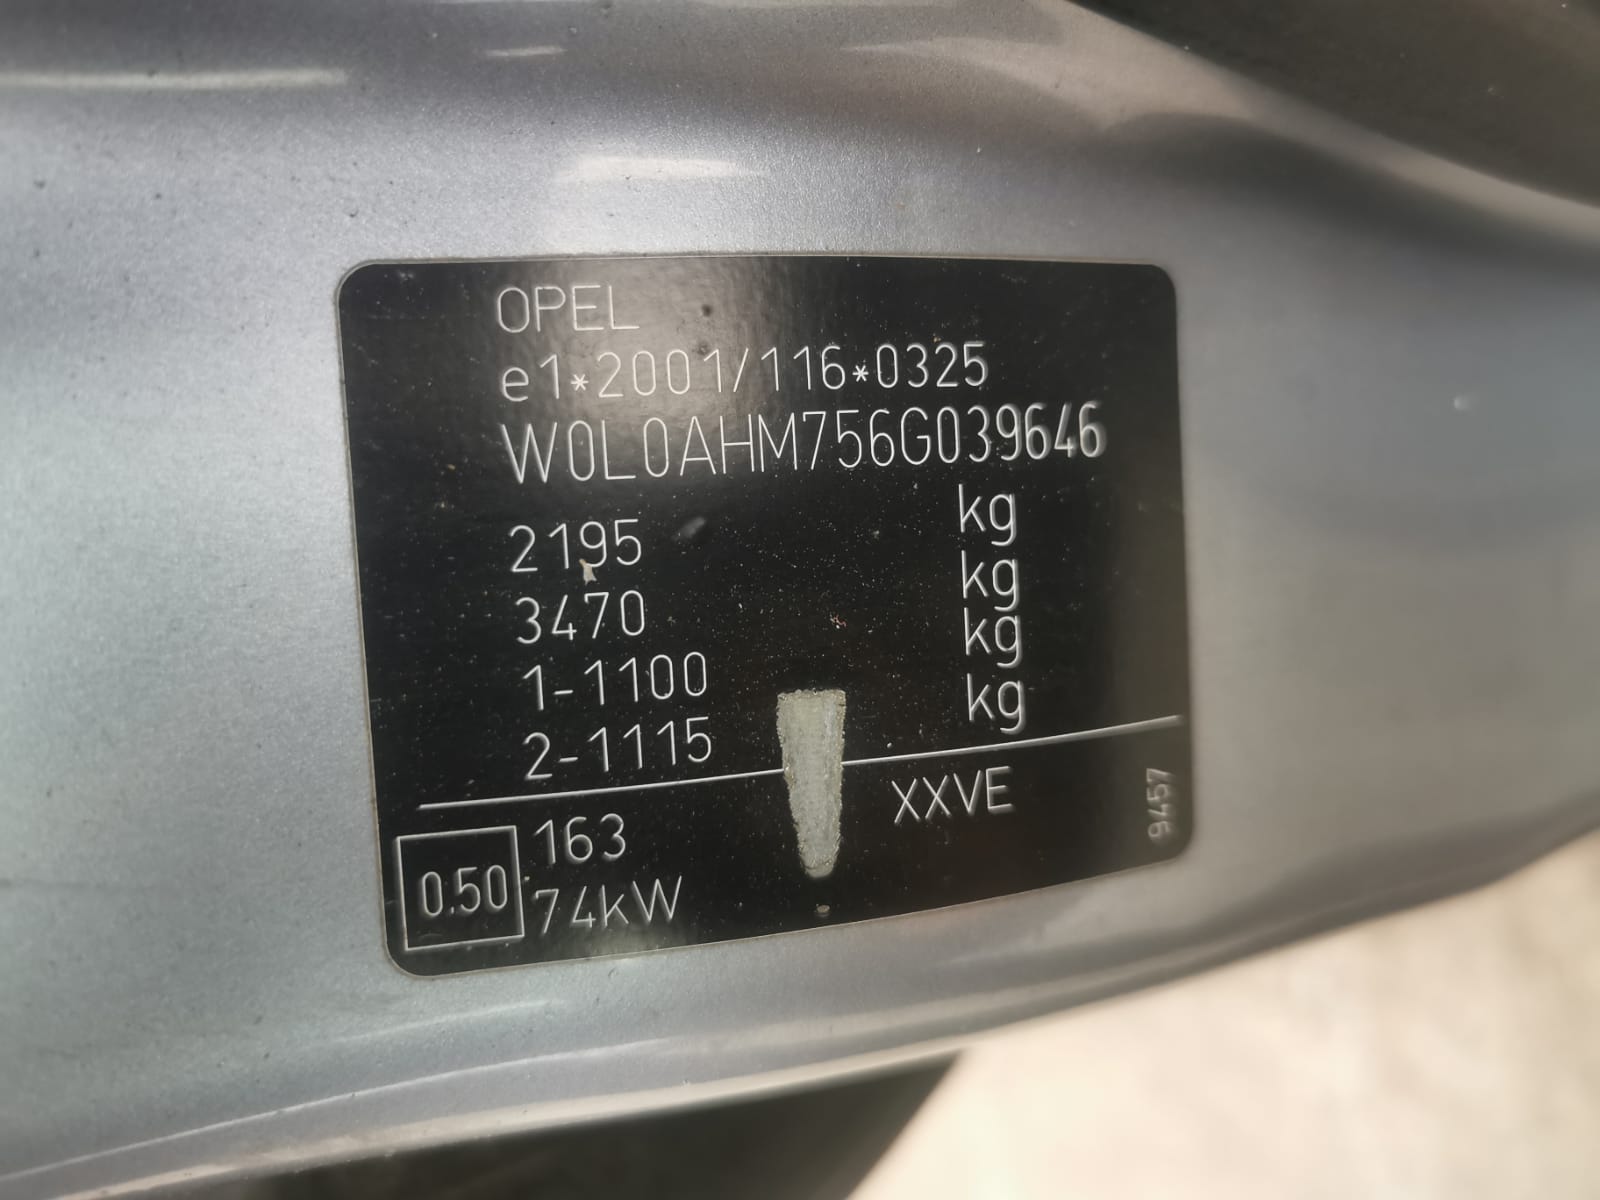 OPEL
e1*2001/116*0325
W0L0AHM756G039646
2195 kg
3470 kg
1-1100 kg
2-1115 kg
0.50
163
74kW
XXVE
9457